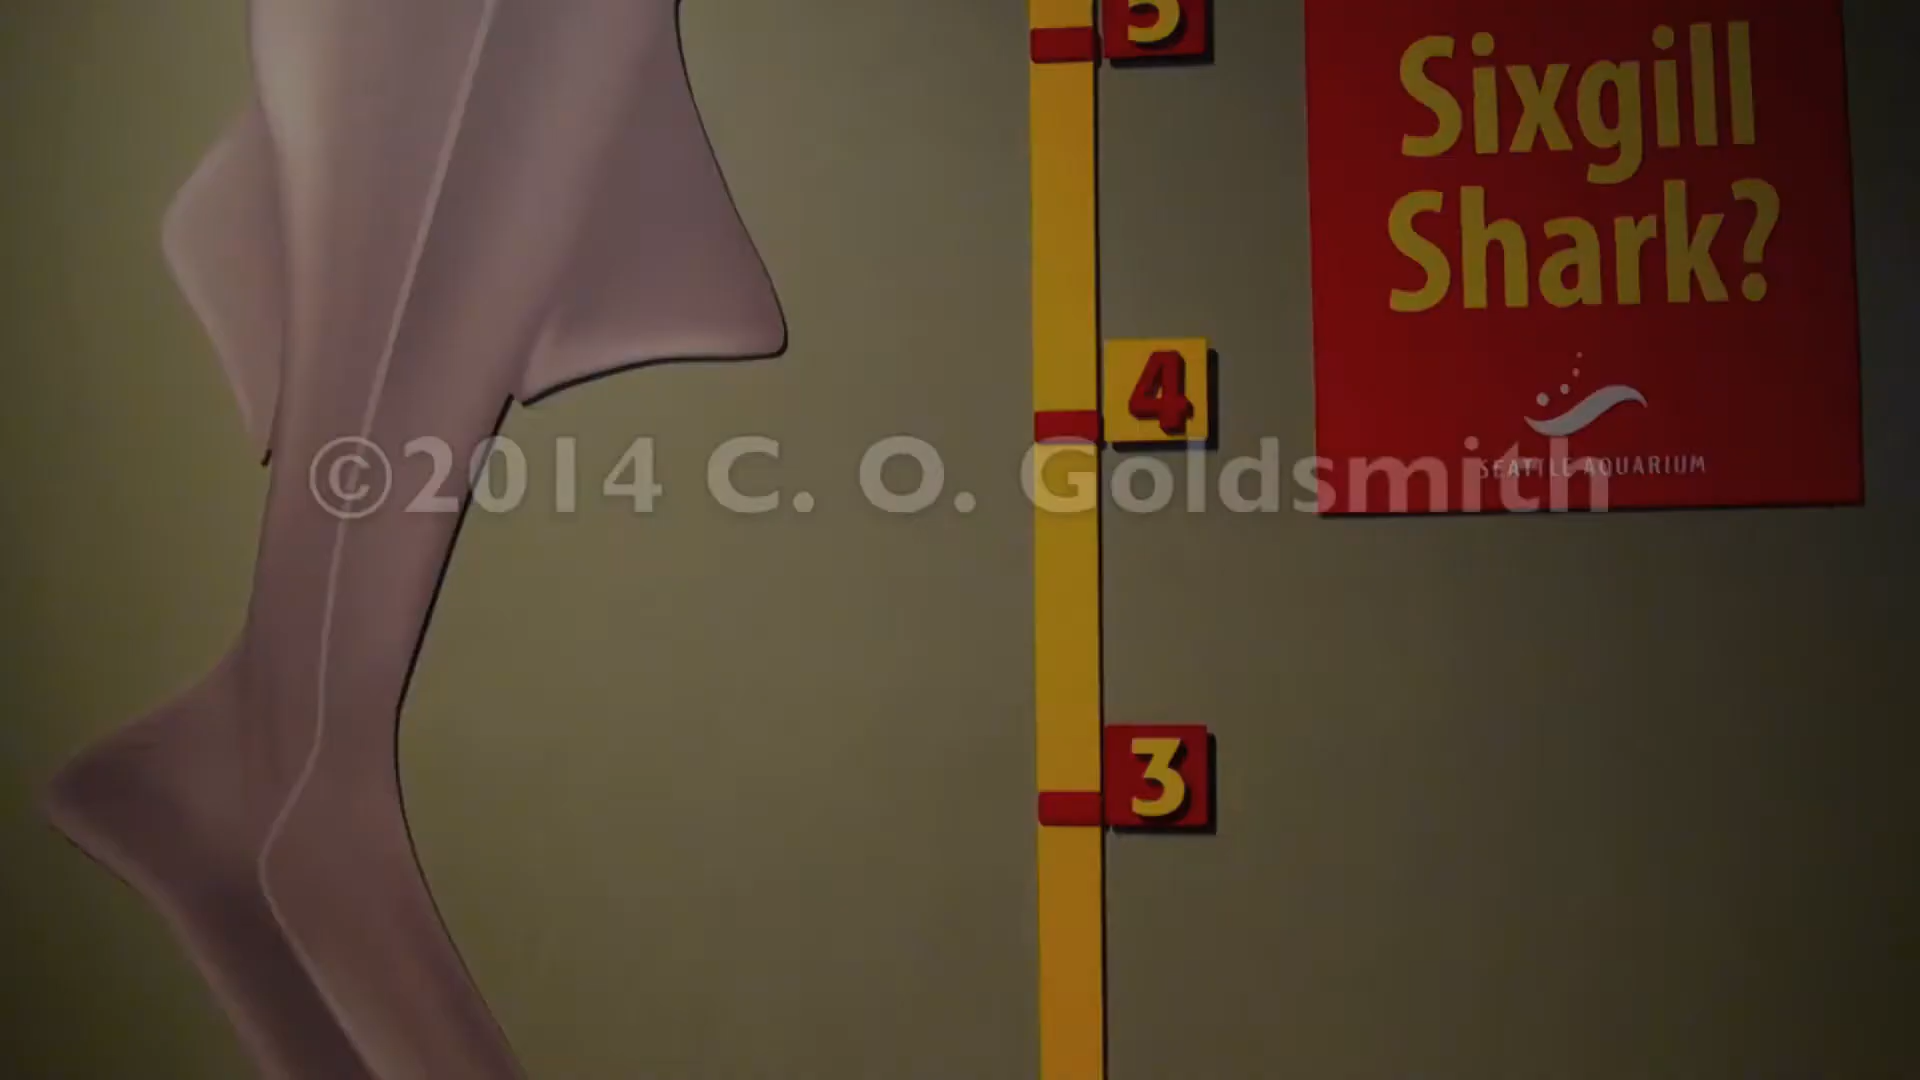 5
Sixgill
Shark?
4
SEATTLE AQUARIUM
©2014 C. O. Goldsmith
3